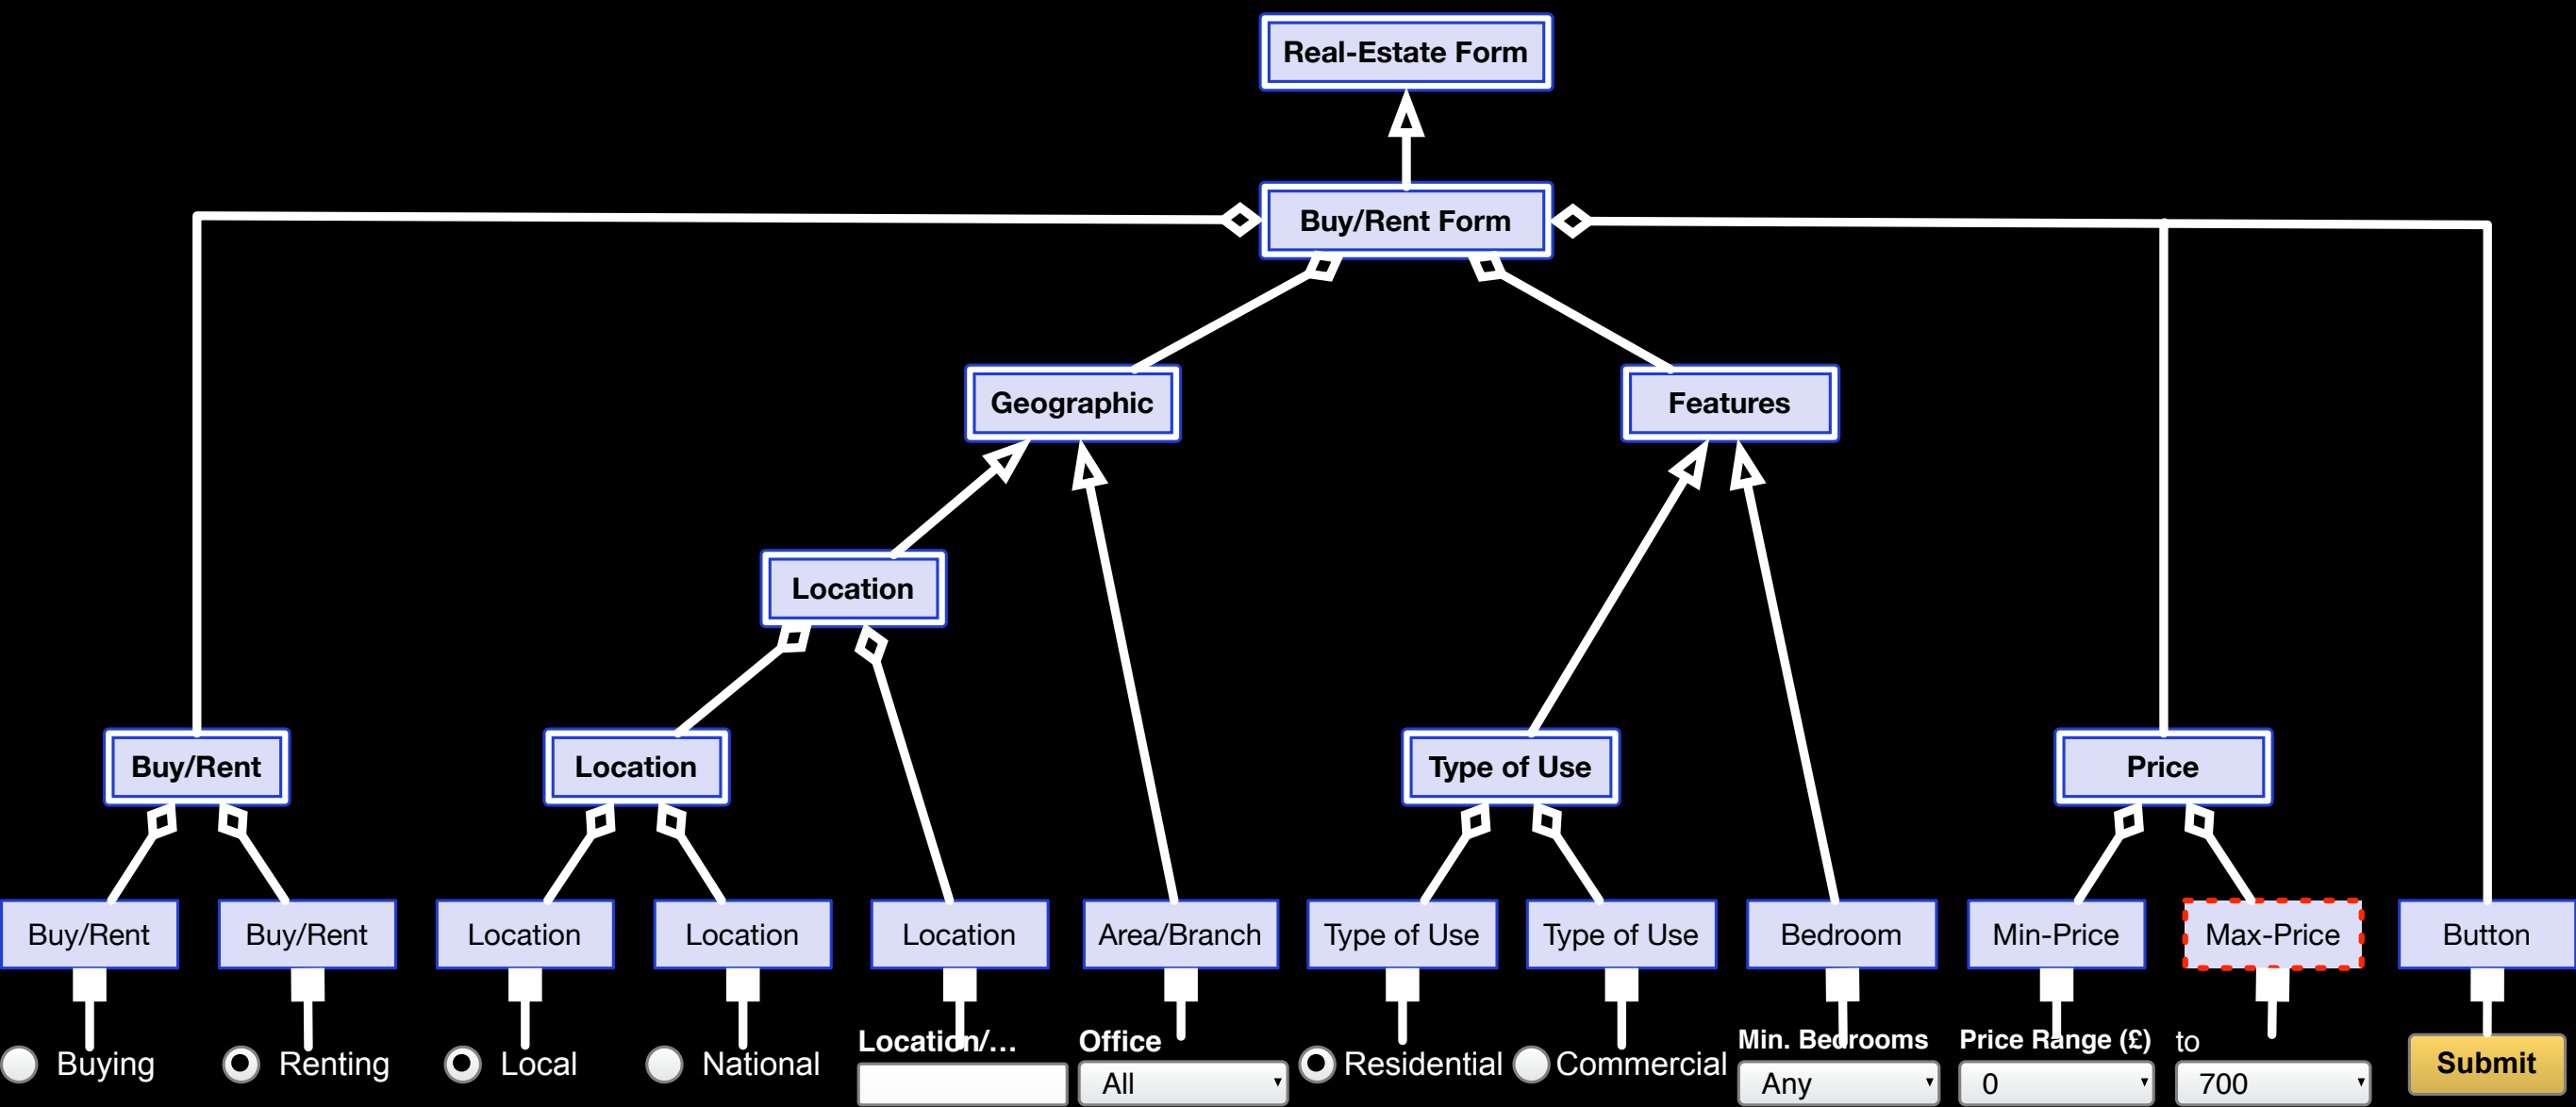 Real-Estate Form
Buy/Rent Form
Geographic
Features
Location
Buy/Rent
Location
Type of Use
Price
Buy/Rent
Buy/Rent
Location
Location
Location
Area/Branch
Type of Use
Type of Use
Bedroom
Min-Price
Max-Price
Button
Buying
Renting
Local
National
Location/...
Office
All
Residential
Commercial
Min. Bedrooms
Any
Price Range (£)
0
to
700
Submit